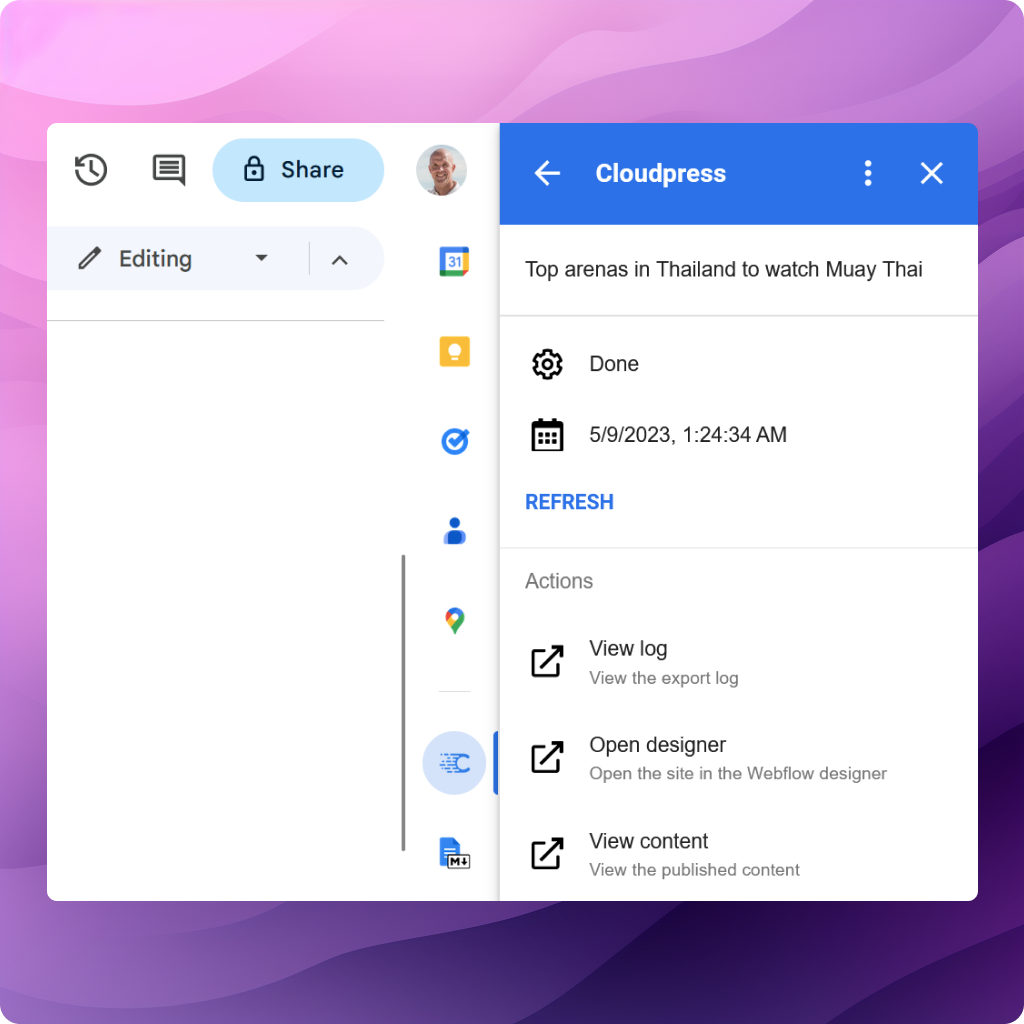 Share
Editing
31
M
Cloudpress
Top arenas in Thailand to watch Muay Thai
Done
5/9/2023, 1:24:34 AM
REFRESH
Actions
View log
View the export log
Open designer
Open the site in the Webflow designer
View content
View the published content